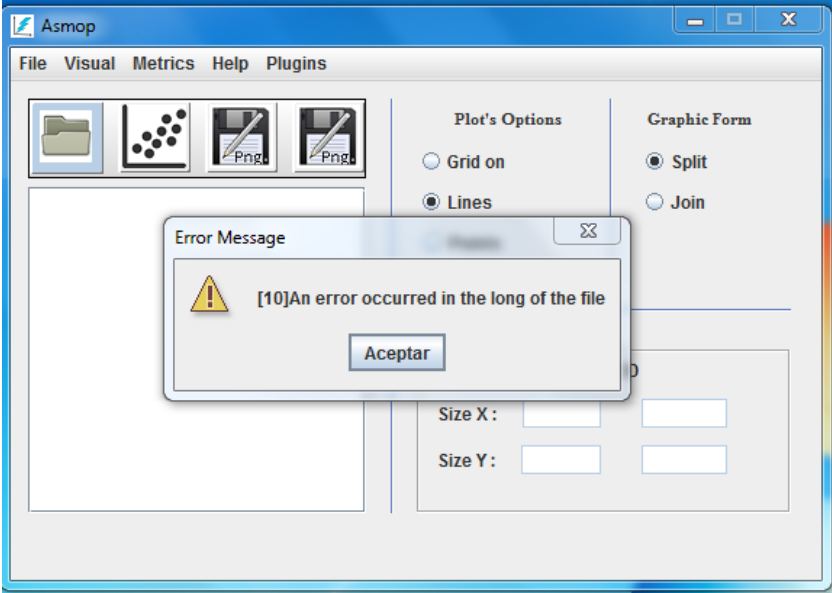 Asmop
File Visual Metrics Help Plugins
Png.
Png.
Plot's Options
Grid on
Lines
Graphic Form
Split
Join
Error Message
[10]An error occurred in the long of the file
Aceptar
Size X :
Size Y :